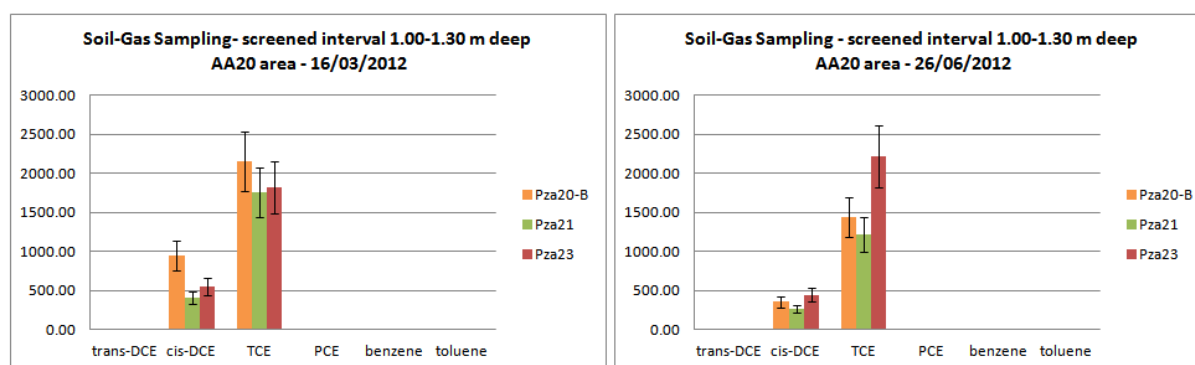 Soil-Gas Sampling- screened interval 1.00-1.30 m deep
AA20 area - 16/03/2012
3000.00
2500.00
2000.00
1500.00
1000.00
500.00
0.00
trans-DCE cis-DCE TCE PCE benzene toluene
Pza20-B
Pza21
Pza23
Soil-Gas Sampling - screened interval 1.00-1.30 m deep
AA20 area - 26/06/2012
3000.00
2500.00
2000.00
1500.00
1000.00
500.00
0.00
trans-DCE cis-DCE TCE PCE benzene toluene
Pza20-B
Pza21
Pza23